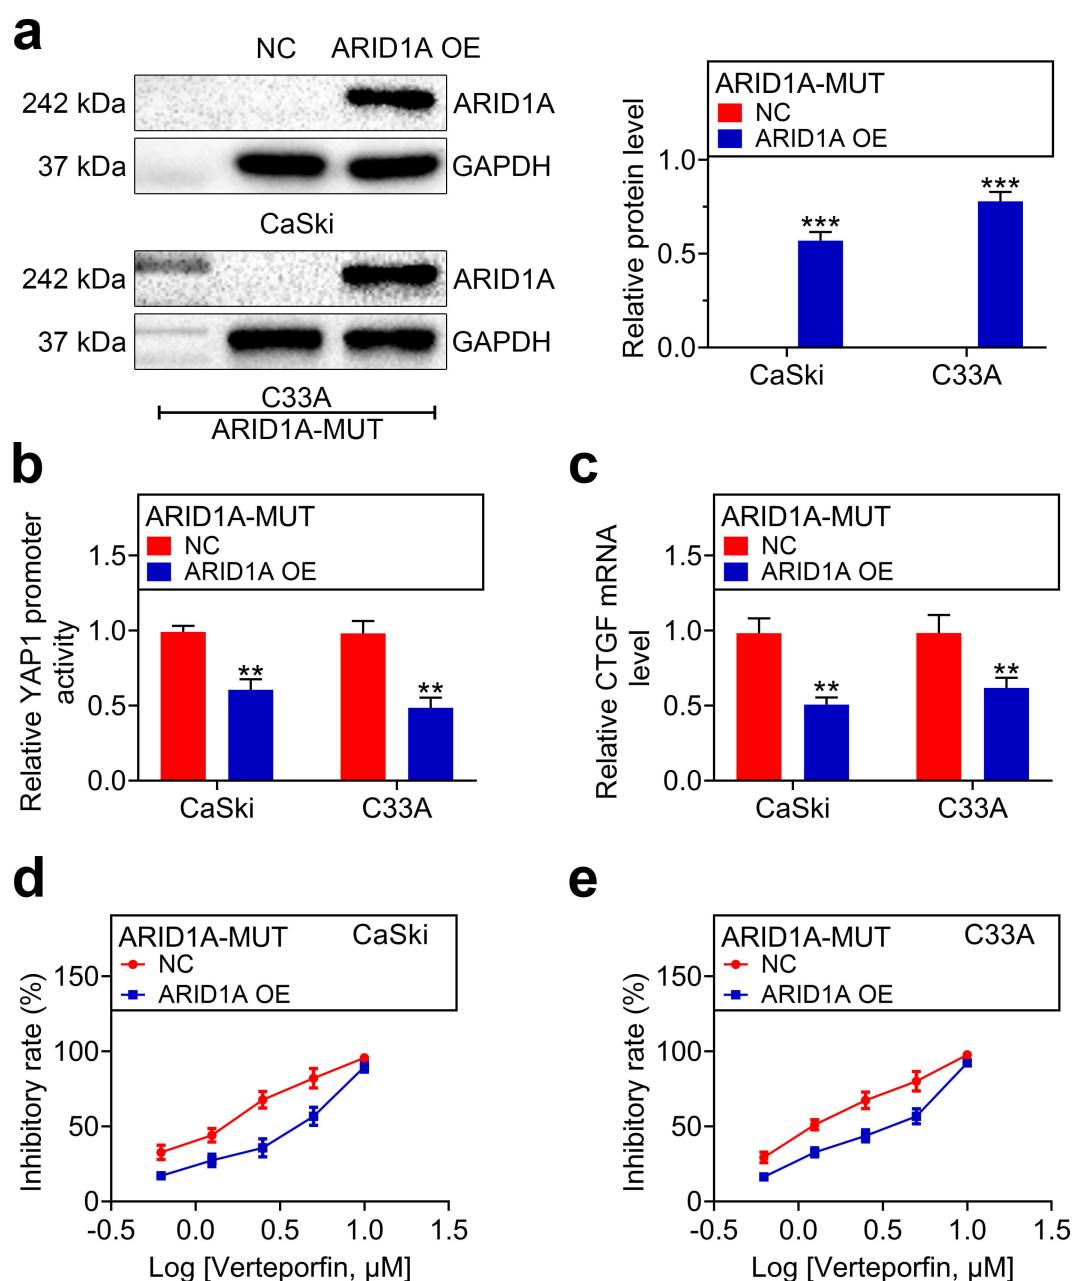 a
NC ARID1A OE
242 kDa ARID1A
37 kDa GAPDH
CaSki
242 kDa ARID1A
37 kDa GAPDH
C33A
ARID1A-MUT
ARID1A-MUT
NC
ARID1A OE
Relative protein level
1.0
0.5
0.0
***
***
CaSki C33A
b
ARID1A-MUT
NC
ARID1A OE
Relative YAP1 promoter
activity
1.5
1.0
0.5
0.0
**
**
CaSki C33A
c
ARID1A-MUT
NC
ARID1A OE
Relative CTGF mRNA
level
1.5
1.0
0.5
0.0
**
**
CaSki C33A
d
ARID1A-MUT CaSki
NC
ARID1A OE
Inhibitory rate (%)
150
100
50
0
-0.5 0.0 0.5 1.0 1.5
Log [Verteporfin, μM]
e
ARID1A-MUT C33A
NC
ARID1A OE
Inhibitory rate (%)
150
100
50
0
-0.5 0.0 0.5 1.0 1.5
Log [Verteporfin, μM]